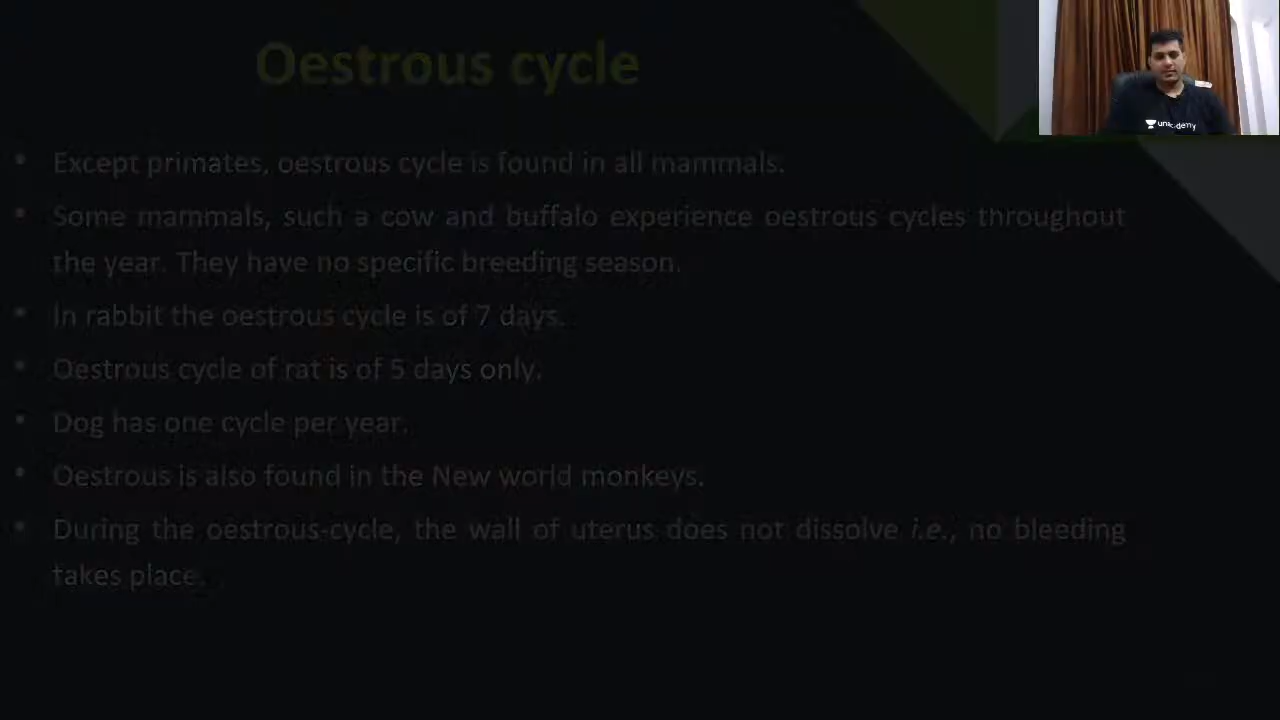 Oestrous cycle
• Except primates, oestrous cycle is found in all mammals.
• Some mammals, such a cow and buffalo experience oestrous cycles throughout
the year. They have no specific breeding season.
• In rabbit the oestrous cycle is of 7 days.
• Oestrous cycle of rat is of 5 days only.
• Dog has one cycle per year.
• Oestrous is also found in the New world monkeys.
• During the oestrous-cycle, the wall of uterus does not dissolve i.e., no bleeding
takes place.
unacademy